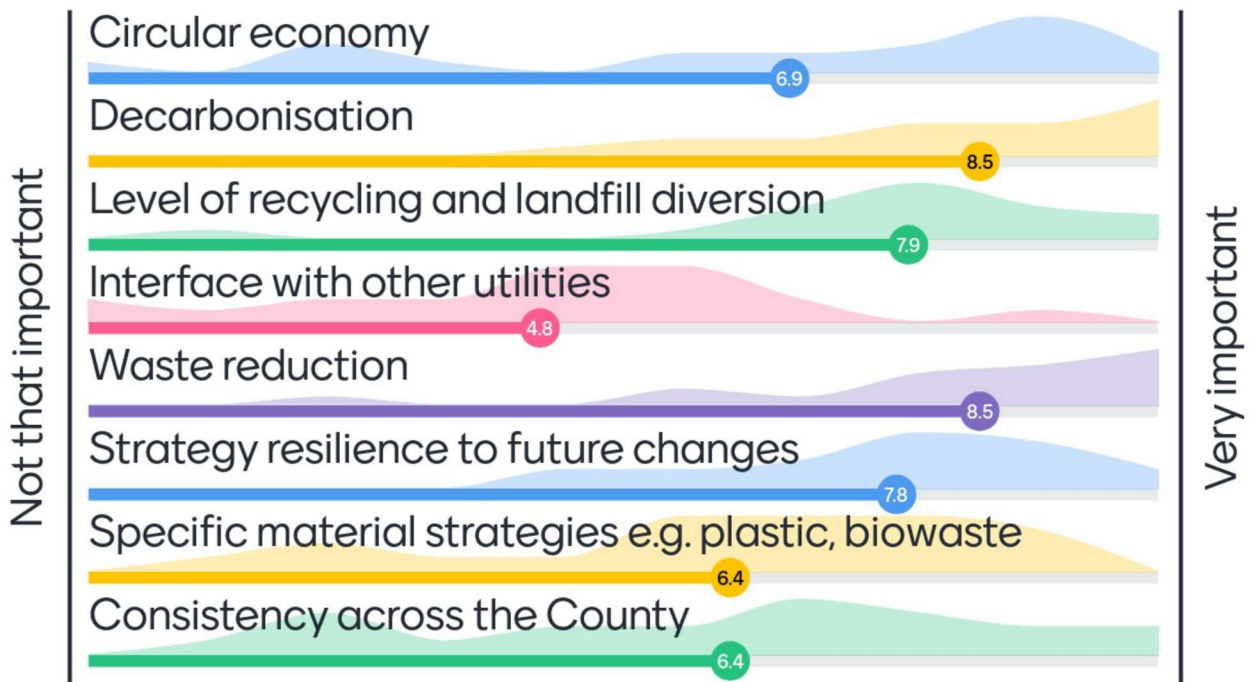 Circular economy
6.9
Decarbonisation
8.5
Level of recycling and landfill diversion
7.9
Interface with other utilities
4.8
Waste reduction
8.5
Strategy resilience to future changes
7.8
Specific material strategies e.g. plastic, biowaste
6.4
Consistency across the County
6.4
Not that important
Very important